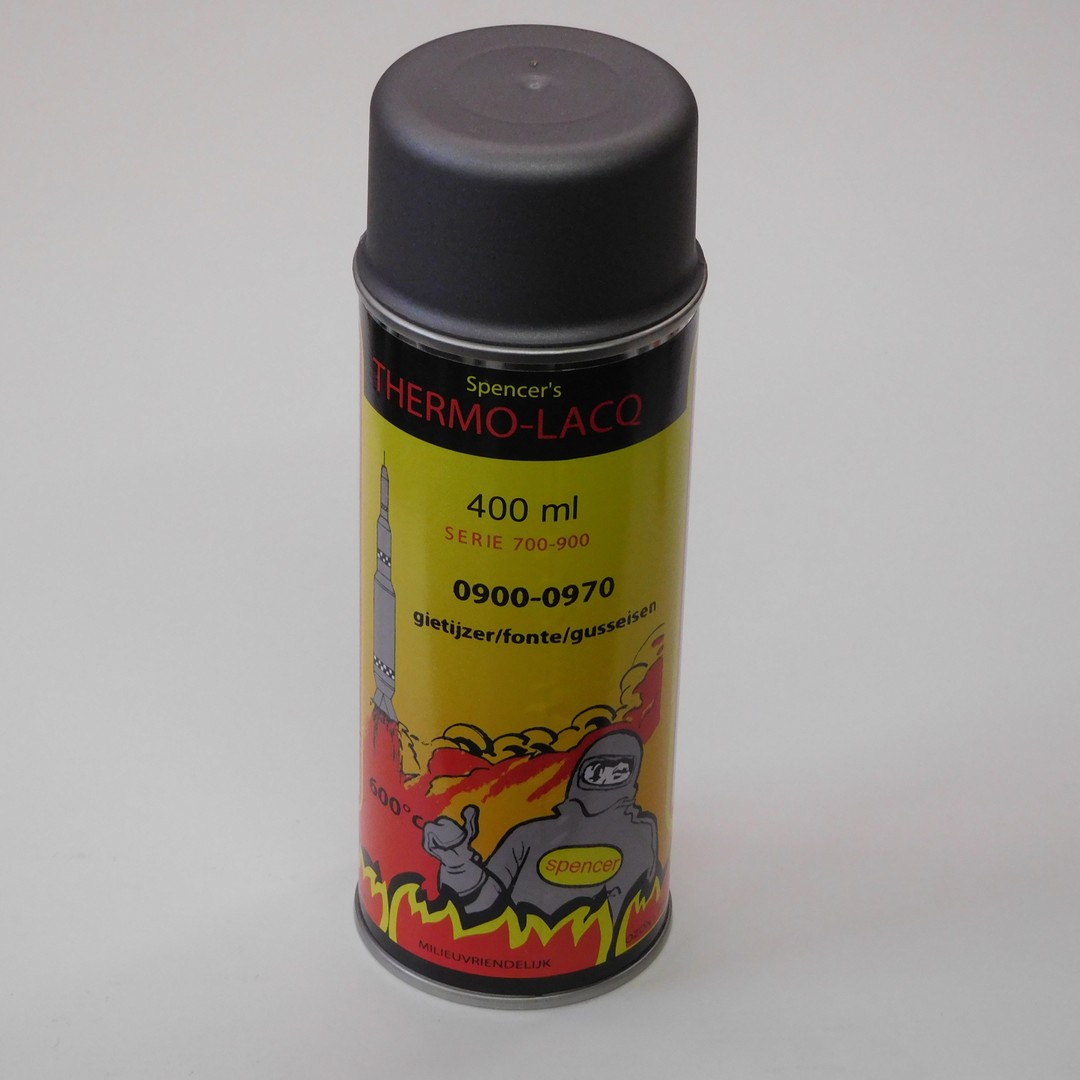 Spencer's
THERMO-LACQ
400 ml
SERIE 700-900
0900-0970
gietijzer/fonte/gusseisen
600°C
spencer
MILIEUVRIENDELIJK